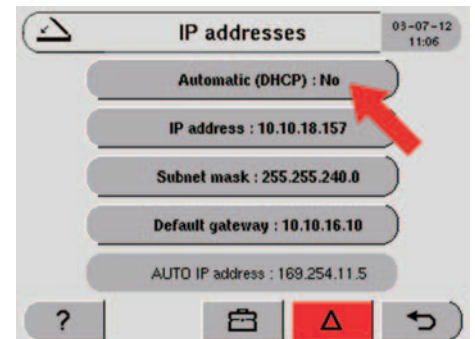 IP addresses
03-07-12
11:06
Automatic (DHCP) : No
IP address : 10.10.18.157
Subnet mask : 255.255.240.0
Default gateway : 10.10.16.10
AUTO IP address : 169.254.11.5
?